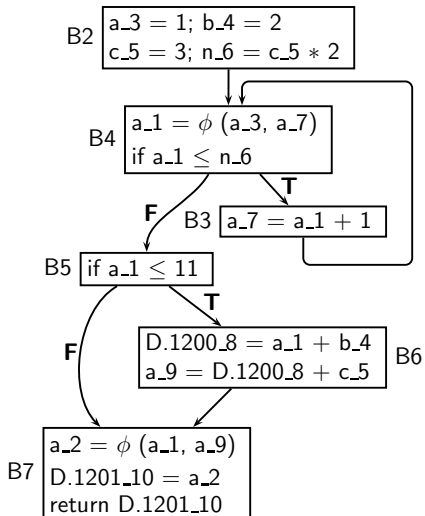 B2
a_3 = 1; b_4 = 2
c_5 = 3; n_6 = c_5 * 2
B4
a_1 = ϕ (a_3, a_7)
if a_1 ≤ n_6
F
T
B3
a_7 = a_1 + 1
B5
if a_1 ≤ 11
F
T
D.1200_8 = a_1 + b_4
a_9 = D.1200_8 + c_5
B6
B7
a_2 = ϕ (a_1, a_9)
D.1201_10 = a_2
return D.1201_10